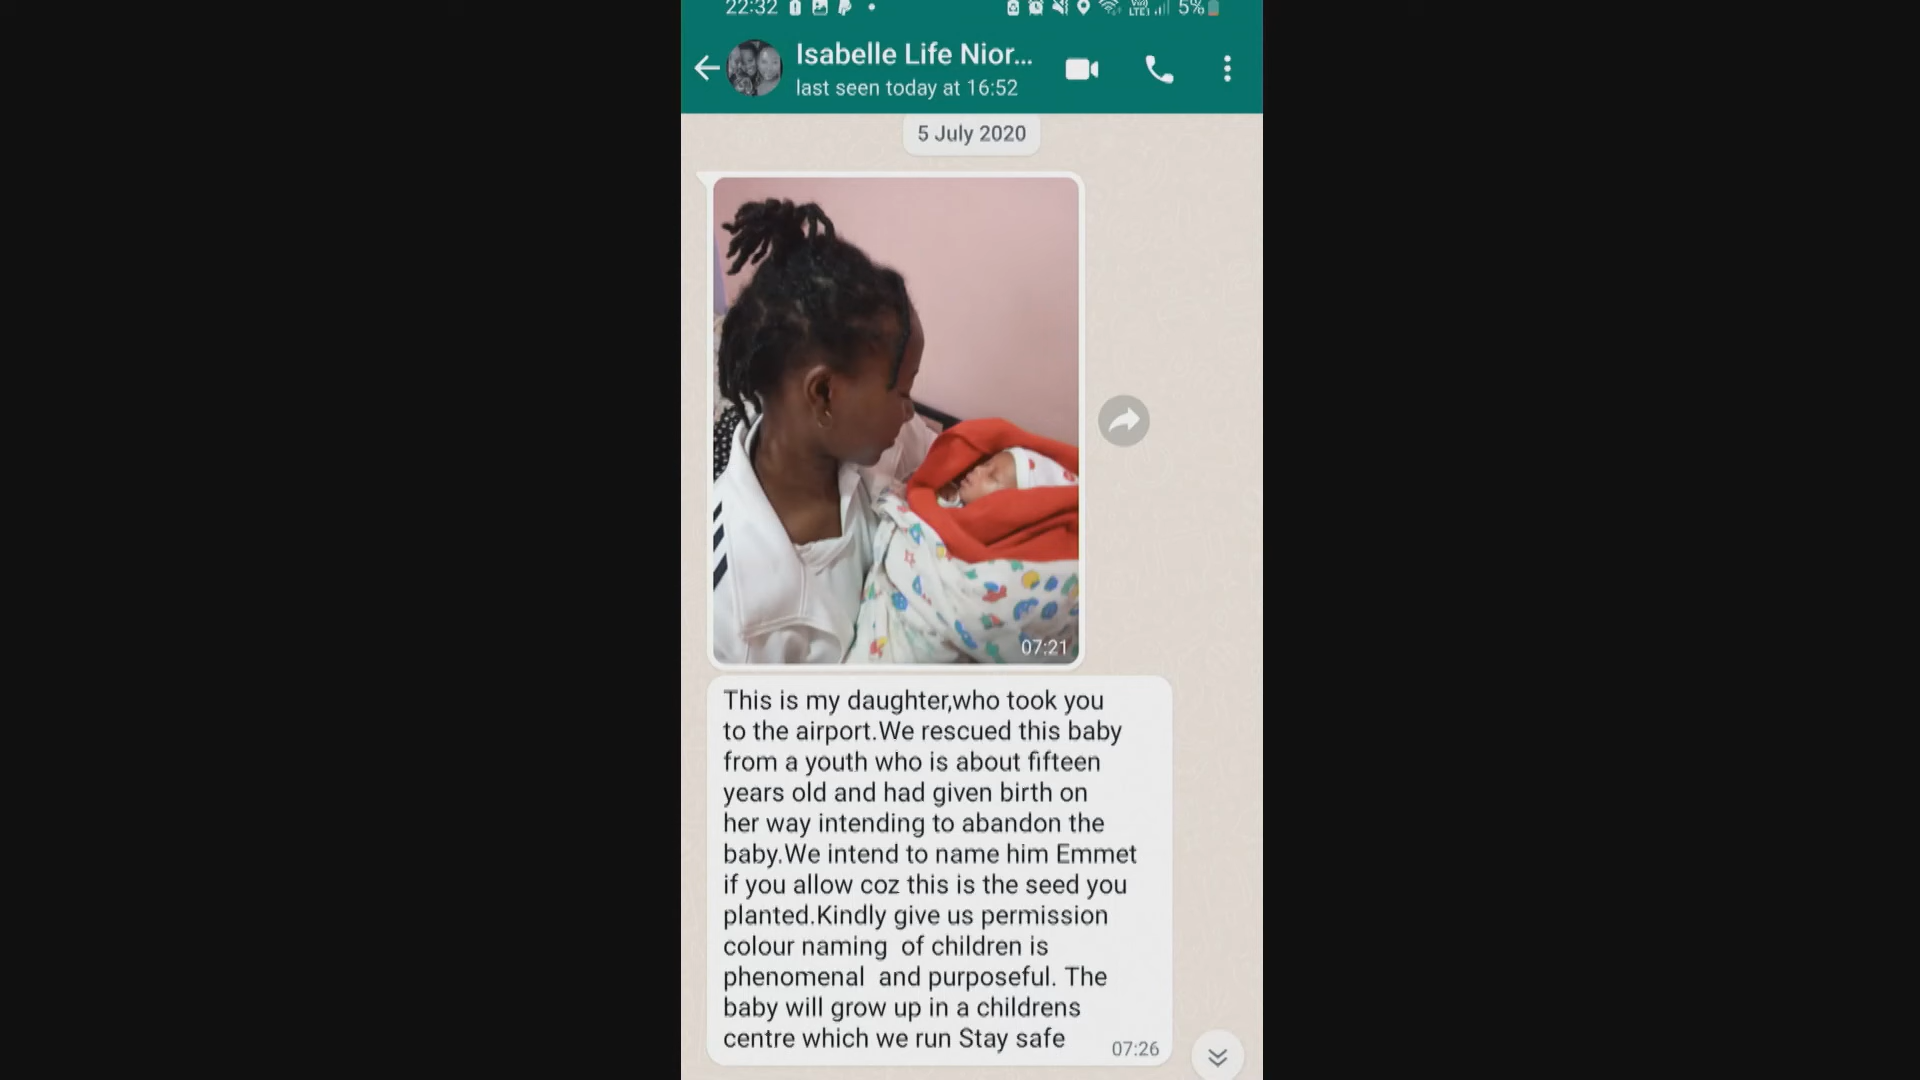 22:32
5%
Isabelle Life Nior...
last seen today at 16:52
5 July 2020
07:21
This is my daughter,who took you
to the airport.We rescued this baby
from a youth who is about fifteen
years old and had given birth on
her way intending to abandon the
baby.We intend to name him Emmet
if you allow coz this is the seed you
planted.Kindly give us permission
colour naming  of children is
phenomenal  and purposeful. The
baby will grow up in a childrens
centre which we run Stay safe
07:26